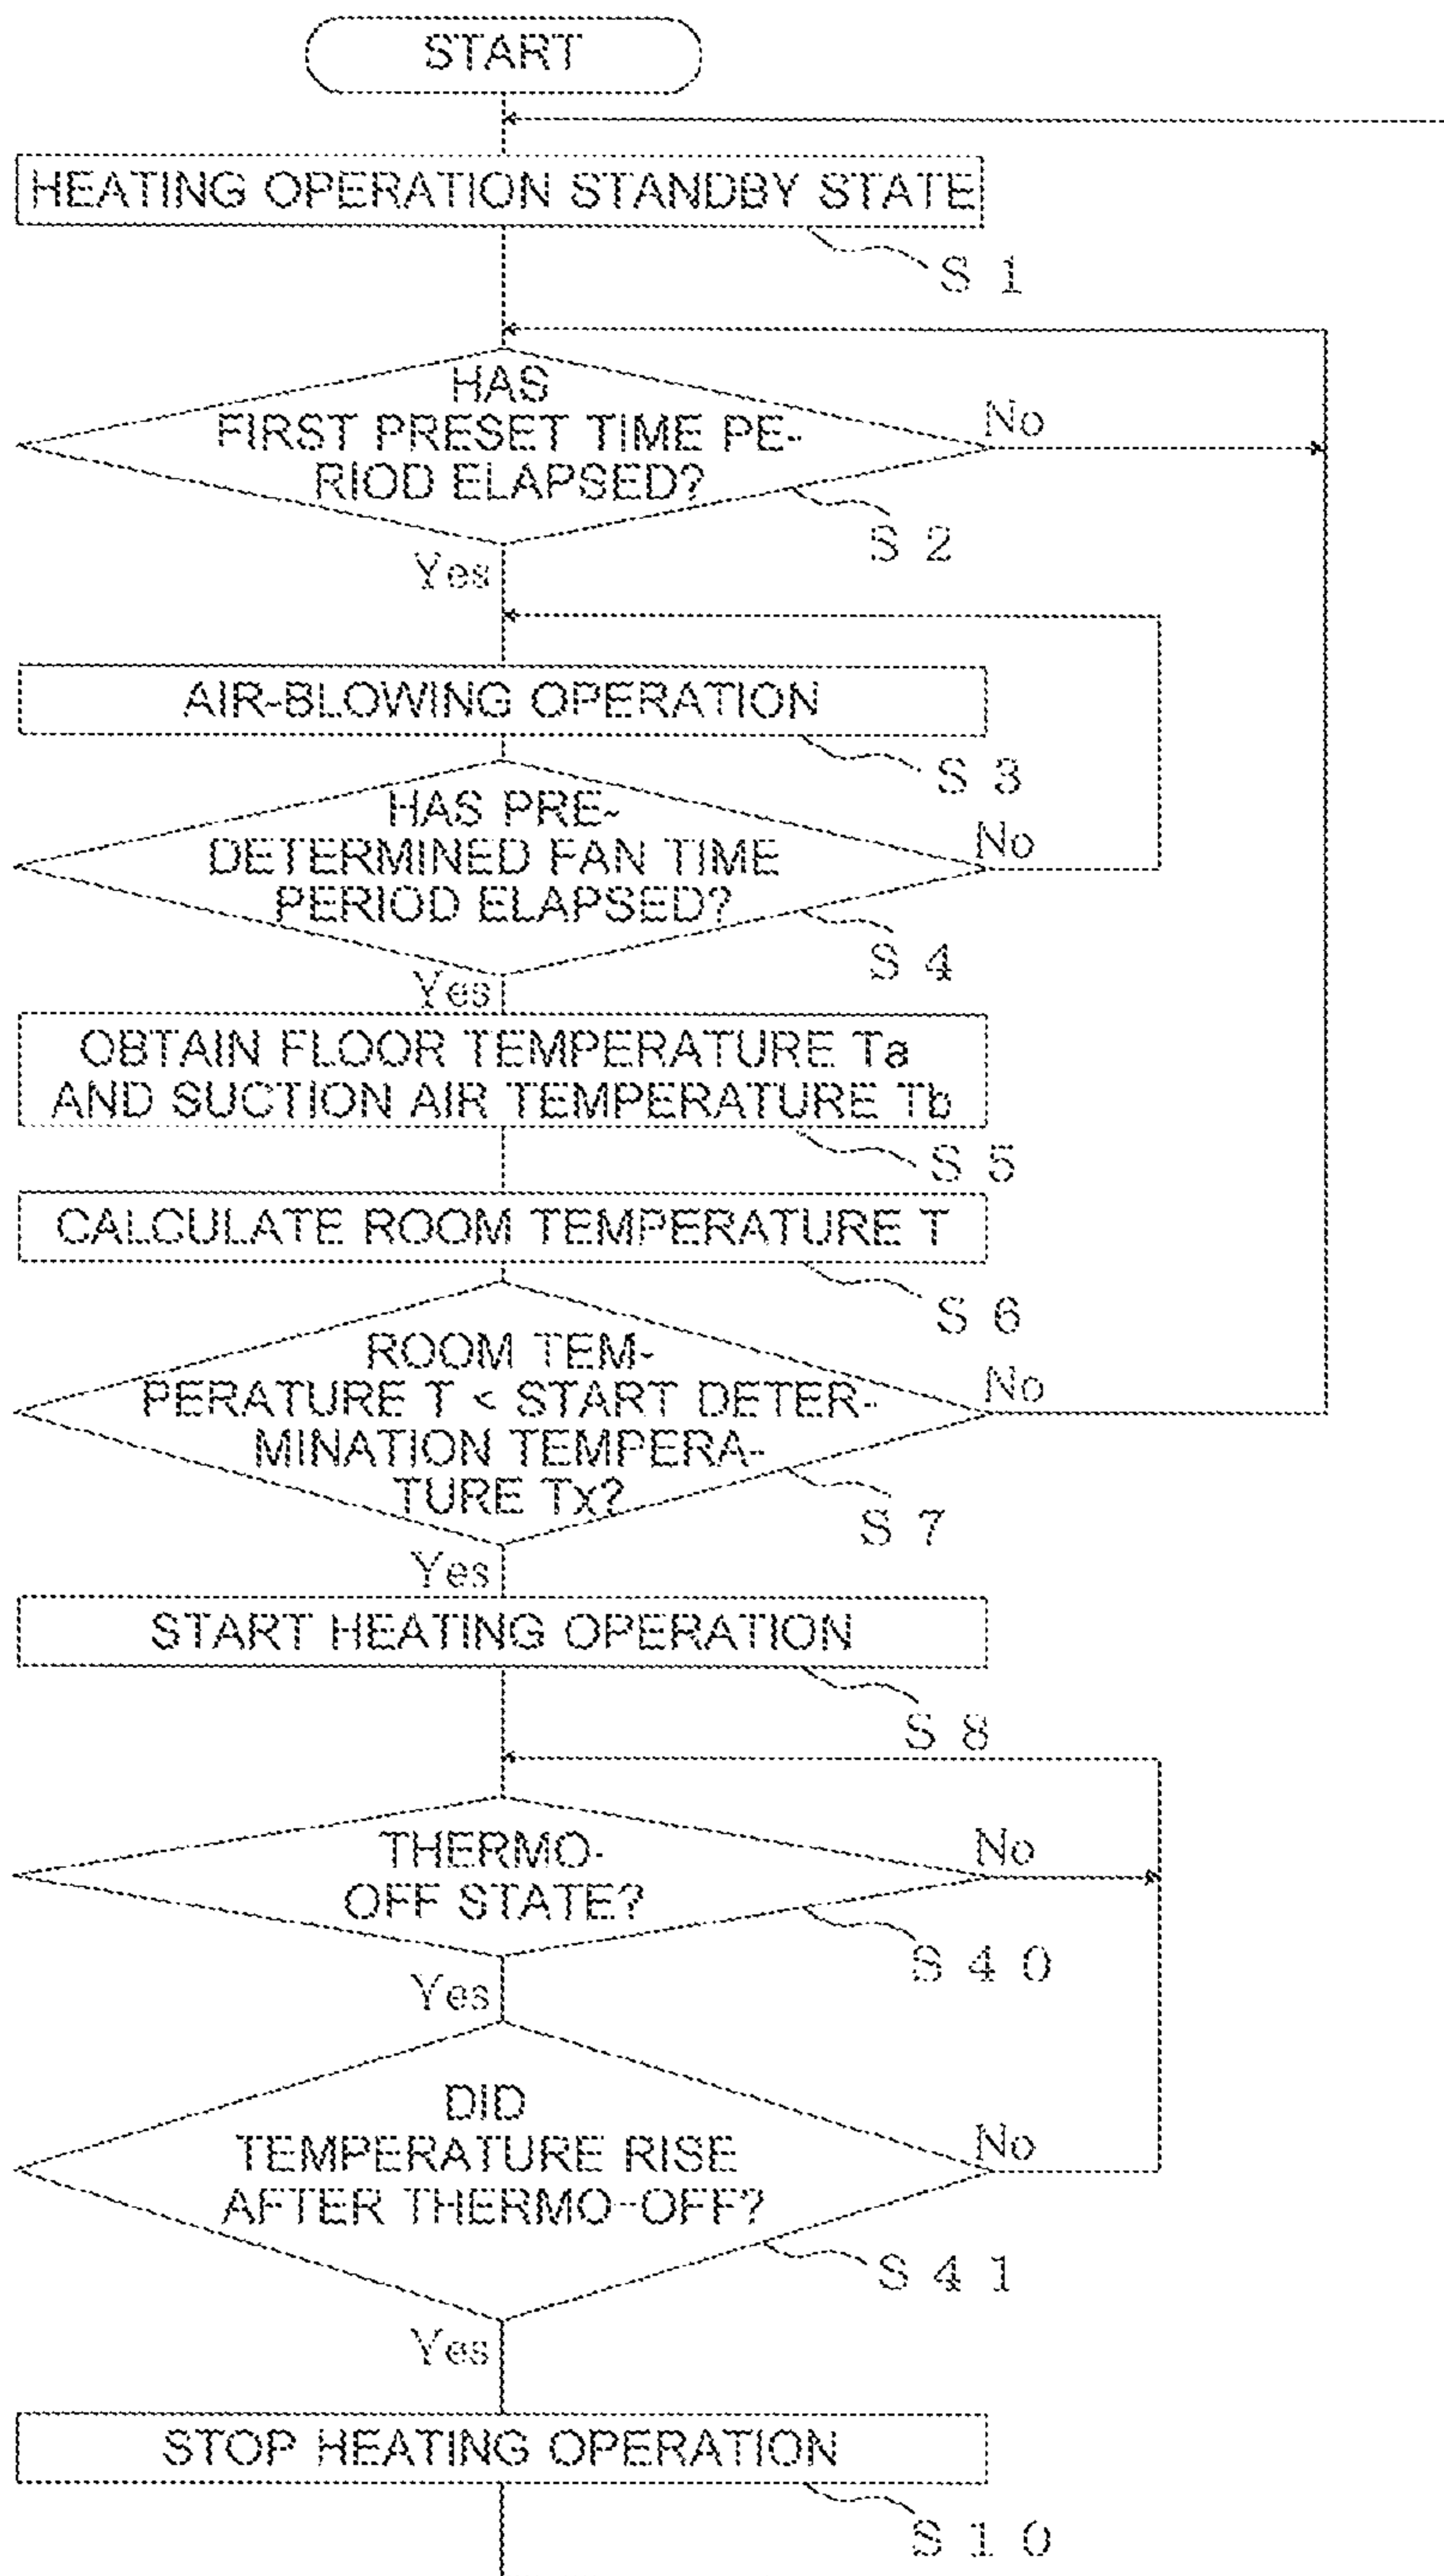 START
HEATING OPERATION STANDBY STATE
S 1
HAS
FIRST PRESET TIME PE-
RIOD ELAPSED?
No
S 2
Yes
AIR-BLOWING OPERATION
S 3
HAS PRE-
DETERMINED FAN TIME
PERIOD ELAPSED?
No
S 4
Yes
OBTAIN FLOOR TEMPERATURE Ta
AND SUCTION AIR TEMPERATURE Tb
S 5
CALCULATE ROOM TEMPERATURE T
S 6
ROOM TEM-
PERATURE T < START DETER-
MINATION TEMPERA-
TURE Tx?
No
S 7
Yes
START HEATING OPERATION
S 8
THERMO-
OFF STATE?
No
S 4 0
Yes
DID
TEMPERATURE RISE
AFTER THERMO-OFF?
No
S 4 1
Yes
STOP HEATING OPERATION
S 1 0